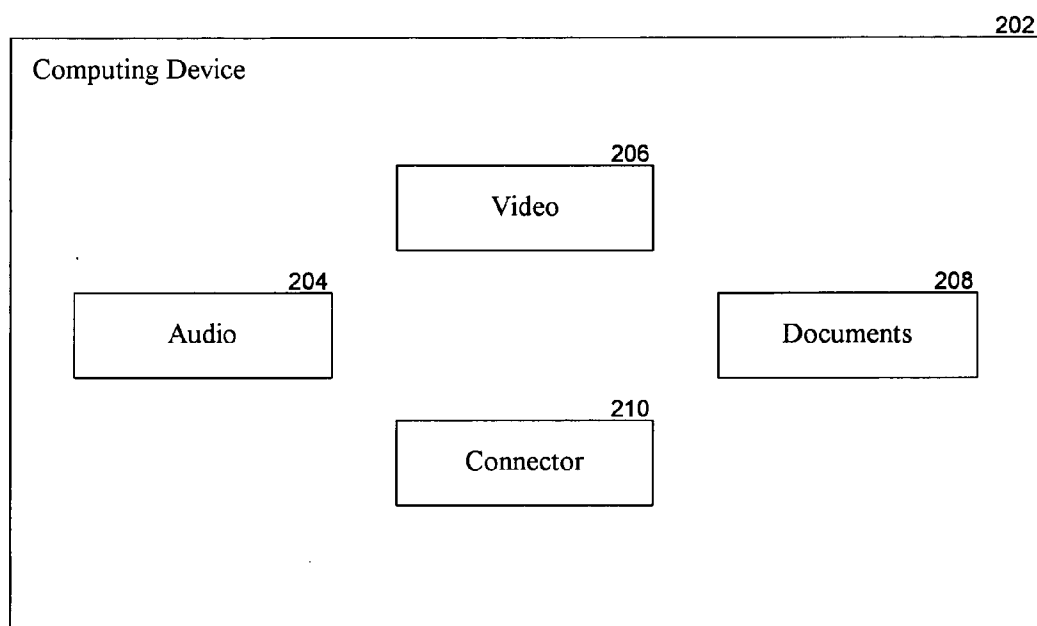 202
Computing Device
206
Video
204
Audio
208
Documents
210
Connector